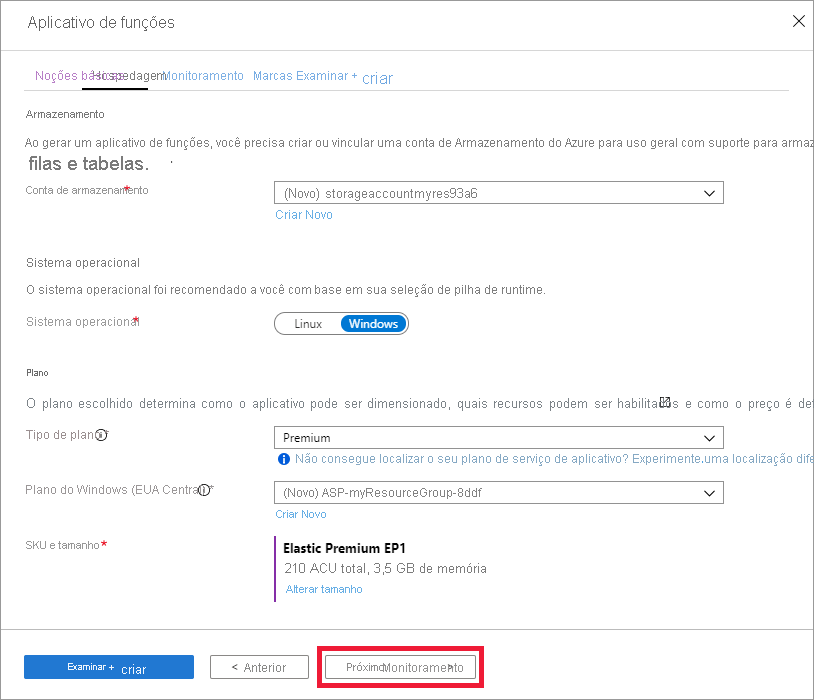 Aplicativo de funções
Noções básicas Hospedagem Monitoramento Marcas Examinar + criar
Armazenamento
Ao gerar um aplicativo de funções, você precisa criar ou vincular uma conta de Armazenamento do Azure para uso geral com suporte para armaz
filas e tabelas.
Conta de armazenamento*
(Novo) storageaccountmyres93a6
Criar Novo
Sistema operacional
O sistema operacional foi recomendado a você com base em sua seleção de pilha de runtime.
Sistema operacional*
Linux Windows
Plano
O plano escolhido determina como o aplicativo pode ser dimensionado, quais recursos podem ser habilitados e como o preço é def
Tipo de plano*
Premium
Não consegue localizar o seu plano de serviço de aplicativo? Experimente.uma localização dife
Plano do Windows (EUA Central)*
(Novo) ASP-myResourceGroup-8ddf
Criar Novo
SKU e tamanho*
Elastic Premium EP1
210 ACU total, 3,5 GB de memória
Alterar tamanho
Examinar + criar
< Anterior
Próximo: Monitoramento >